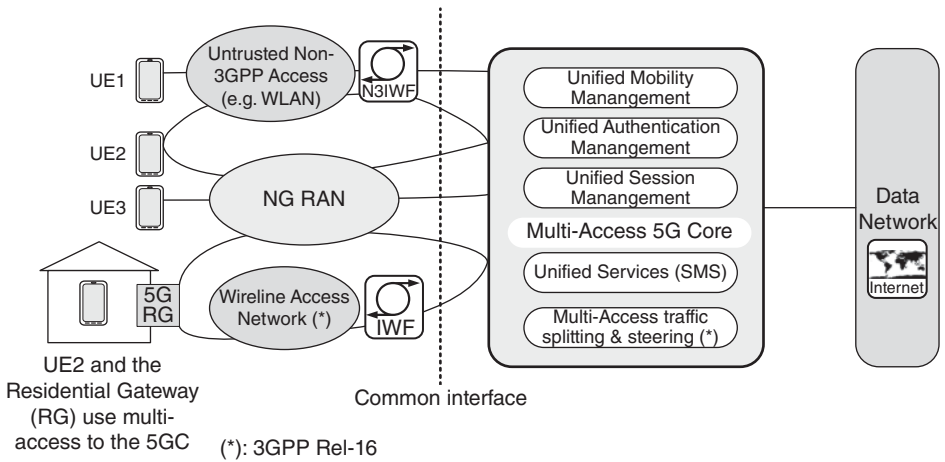 UE1
Untrusted Non-
3GPP Access
(e.g. WLAN)
N3IWF
UE2
UE3
NG RAN
5G
RG
Wireline Access
Network (*)
IWF
UE2 and the
Residential Gateway
(RG) use multi-
access to the 5GC
(*): 3GPP Rel-16
Common interface
Unified Mobility
Manangement
Unified Authentication
Management
Unified Session
Management
Multi-Access 5G Core
Unified Services (SMS)
Multi-Access traffic
splitting & steering (*)
Data
Network
Internet